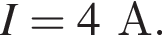 I = 4 A.